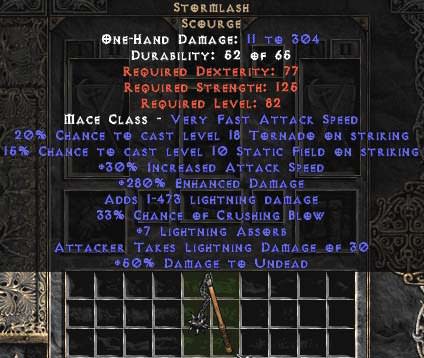 Stormlash
Scourge
One-Hand Damage: 11 to 304
Durability: 52 of 65
Required Dexterity: 77
Required Strength: 125
Required Level: 82
Mace Class - Very Fast Attack Speed
20% Chance to cast level 18 Tornado on striking
15% Chance to cast level 10 Static Field on striking
+30% Increased Attack Speed
+280% Enhanced Damage
Adds 1-473 lightning damage
33% Chance of Crushing Blow
+7 Lightning Absorb
Attacker Takes Lightning Damage of 30
+50% Damage to Undead